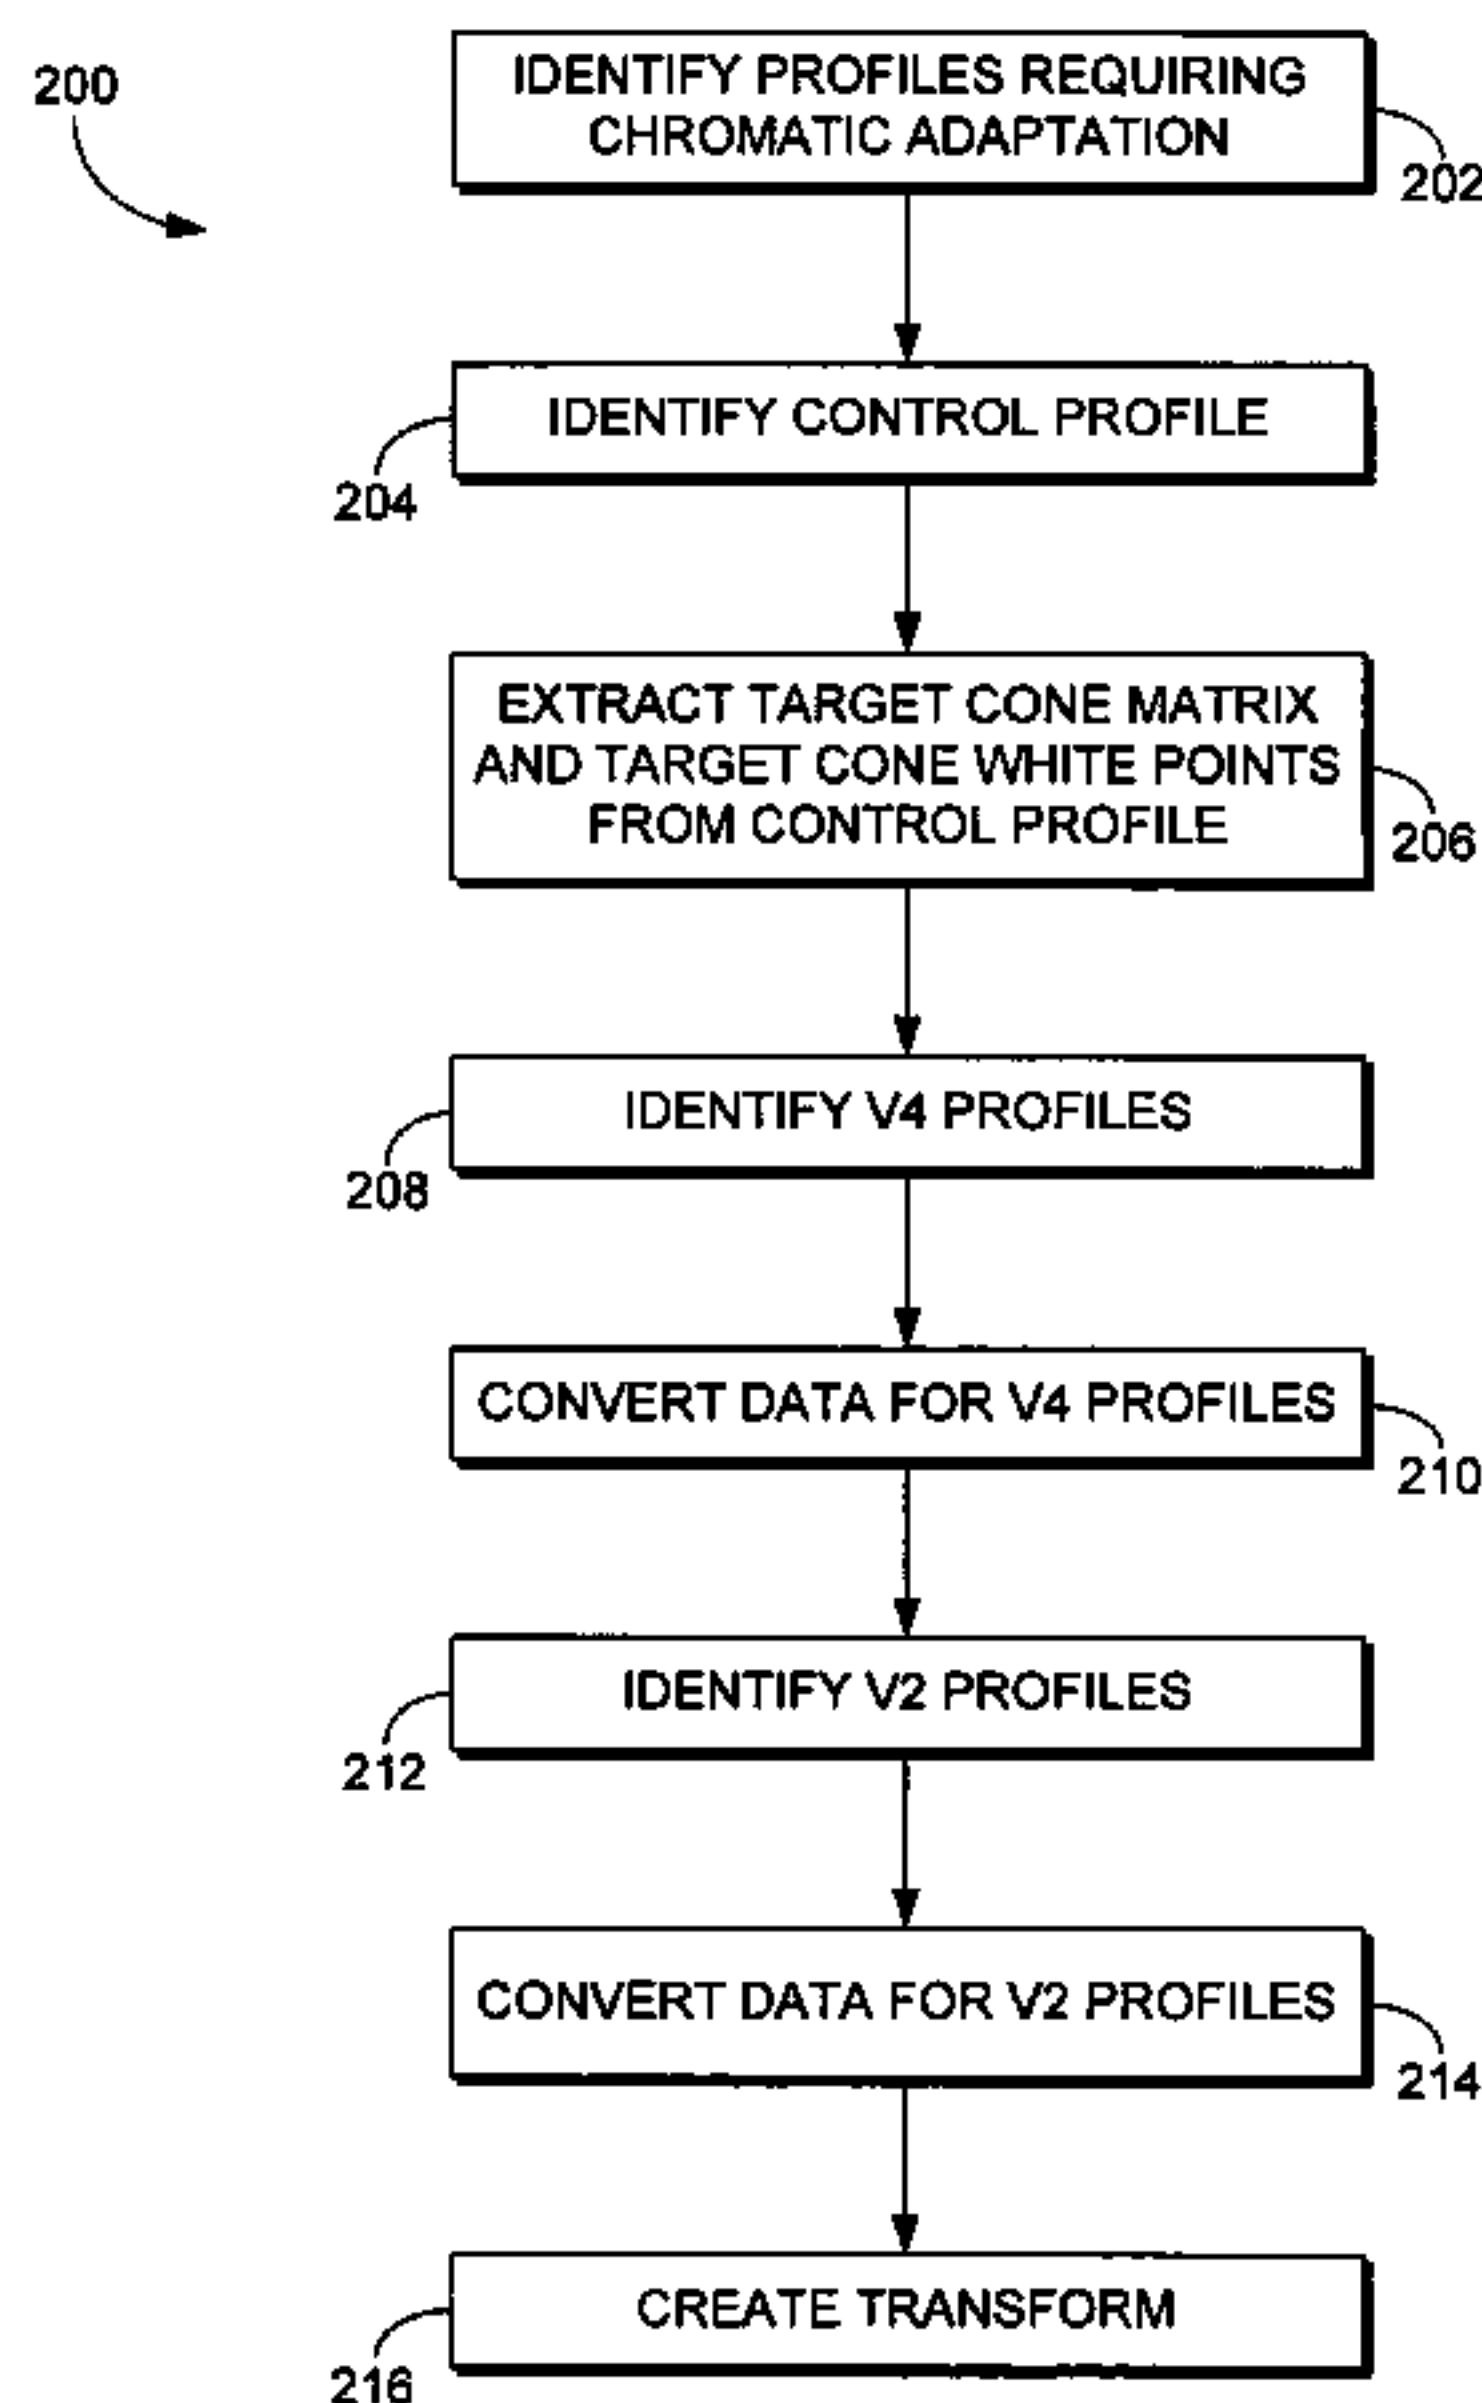 200
IDENTIFY PROFILES REQUIRING
CHROMATIC ADAPTATION
202
IDENTIFY CONTROL PROFILE
204
EXTRACT TARGET CONE MATRIX
AND TARGET CONE WHITE POINTS
FROM CONTROL PROFILE
206
IDENTIFY V4 PROFILES
208
CONVERT DATA FOR V4 PROFILES
210
IDENTIFY V2 PROFILES
212
CONVERT DATA FOR V2 PROFILES
214
CREATE TRANSFORM
216